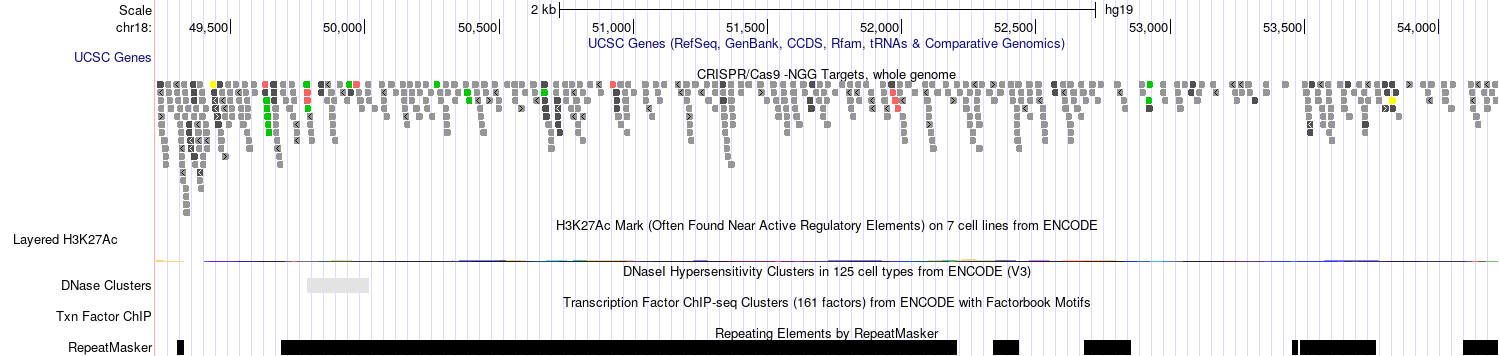 Scale 2 kb hg19
chr18: 49,500 50,000 50,500 51,000 51,500 52,000 52,500 53,000 53,500 54,000
UCSC Genes (RefSeq, GenBank, CCDS, Rfam, tRNAs & Comparative Genomics)
UCSC Genes
CRISPR/Cas9 -NGG Targets, whole genome
H3K27Ac Mark (Often Found Near Active Regulatory Elements) on 7 cell lines from ENCODE
Layered H3K27Ac
DNaseI Hypersensitivity Clusters in 125 cell types from ENCODE (V3)
DNase Clusters
Transcription Factor ChIP-seq Clusters (161 factors) from ENCODE with Factorbook Motifs
Txn Factor ChIP
Repeating Elements by RepeatMasker
RepeatMasker